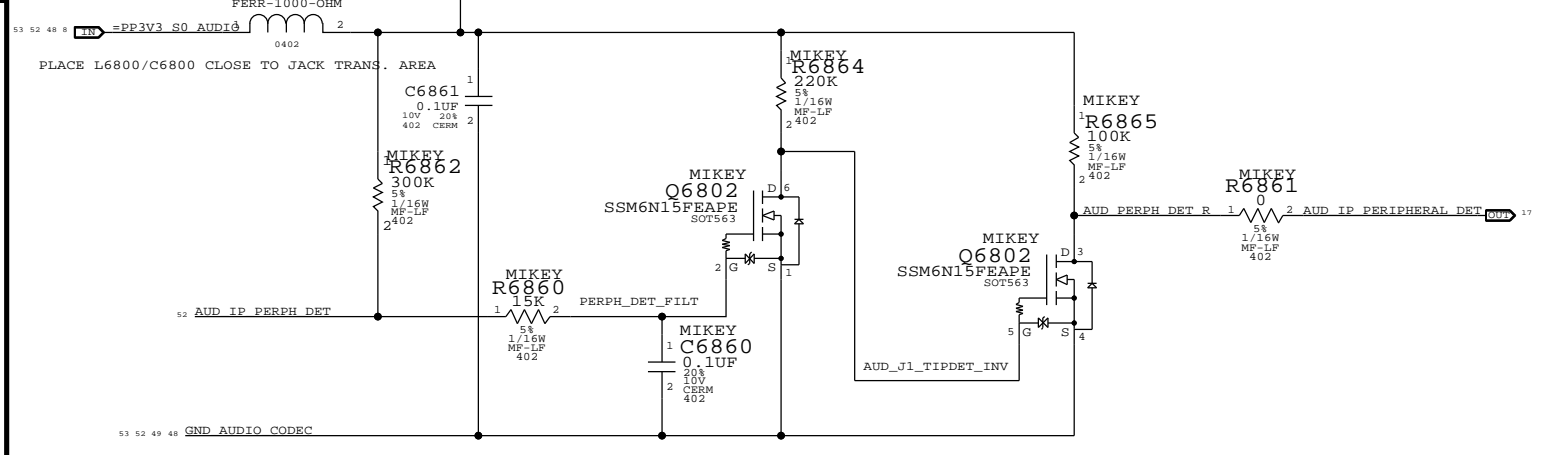 FERR-1000-OHM
53 52 48 8 IN =PP3V3_S0_AUDIO 1 2
0402
PLACE L6800/C6800 CLOSE TO JACK TRANS. AREA
1
C6861
0.1UF
10V 20%
402 CERM
2
MIKEY
1
R6862
300K
5%
1/16W
MF-LF
402
2
MIKEY
1
R6864
220K
5%
1/16W
MF-LF
402
2
MIKEY
1
R6865
100K
5%
1/16W
MF-LF
402
2
MIKEY
Q6802
SSM6N15FEAPE
SOT563
D 6
2 G S 1
MIKEY
Q6802
SSM6N15FEAPE
SOT563
D 3
5 G S 4
MIKEY
R6861
0
AUD_PERPH_DET_R 1 2 AUD_IP_PERIPHERAL_DET OUT 17
5%
1/16W
MF-LF
402
MIKEY
R6860
15K
52 AUD_IP_PERPH_DET 1 2 PERPH_DET_FILT
5%
1/16W
MF-LF
402
MIKEY
1
C6860
0.1UF
20%
10V
CERM
402
2
AUD_J1_TIPDET_INV
53 52 49 48 GND_AUDIO_CODEC